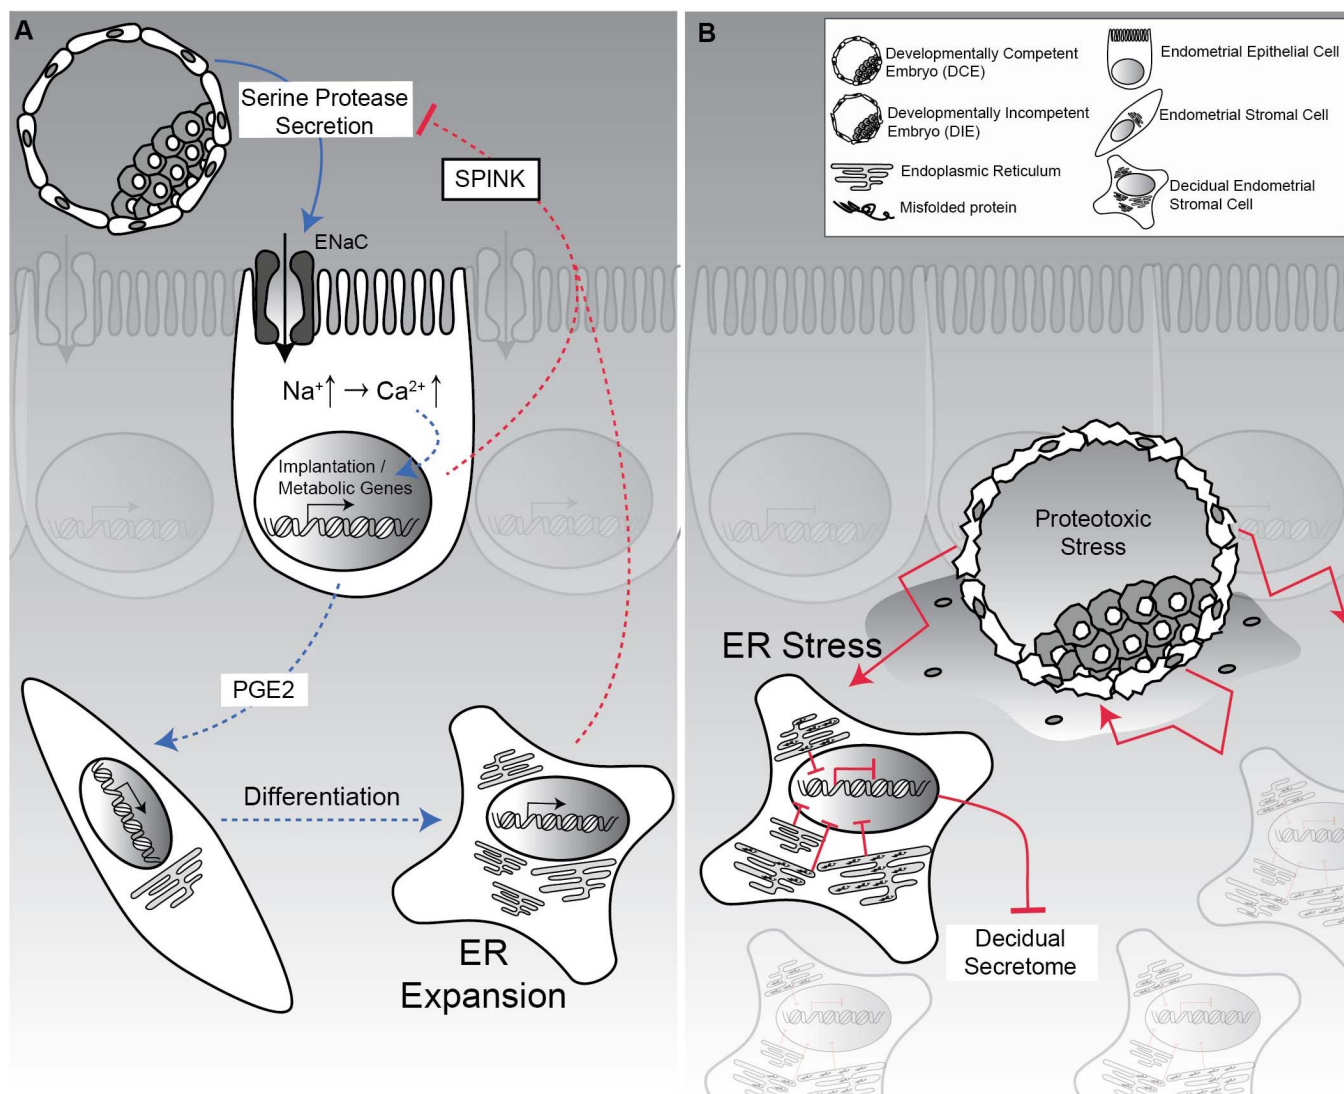 A
Serine Protease
Secretion
SPINK
ENaC
Na⁺↑ → Ca²⁺↑
Implantation /
Metabolic Genes
PGE2
Differentiation
ER
Expansion
B
Developmentally Competent
Embryo (DCE)
Developmentally Incompetent
Embryo (DIE)
Endoplasmic Reticulum
Misfolded protein
Endometrial Epithelial Cell
Endometrial Stromal Cell
Decidual Endometrial
Stromal Cell
Proteotoxic
Stress
ER Stress
Decidual
Secretome